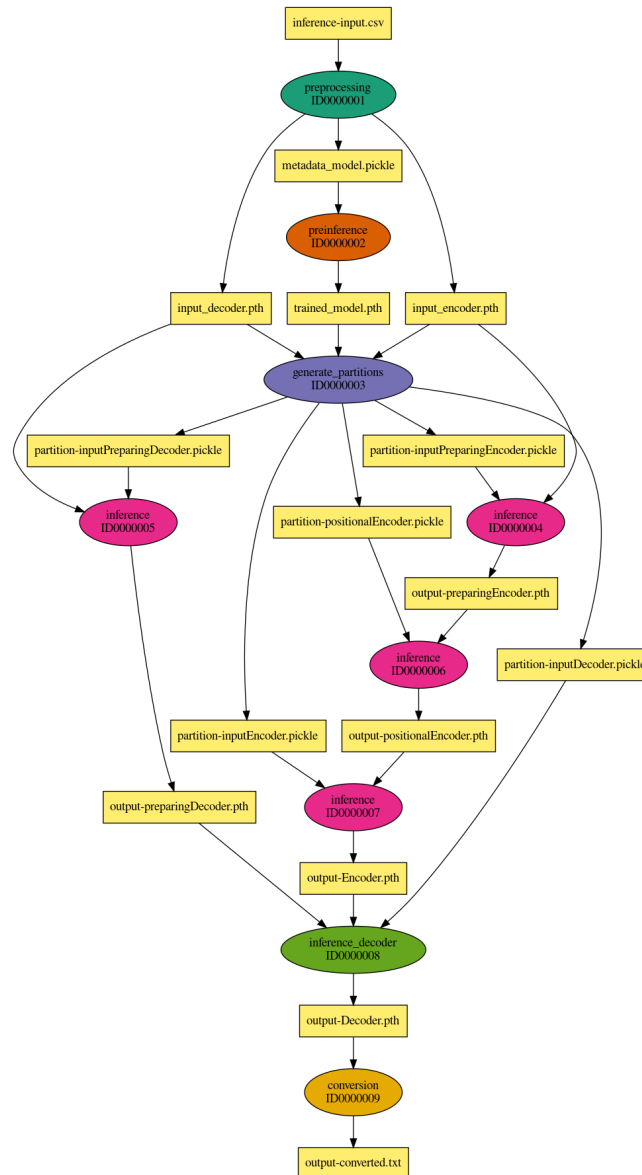 inference-input.csv
preprocessing
ID0000001
metadata_model.pickle
preinference
ID0000002
input_decoder.pth
trained_model.pth
input_encoder.pth
generate_partitions
ID0000003
partition-inputPreparingDecoder.pickle
partition-inputPreparingEncoder.pickle
inference
ID0000005
partition-positionalEncoder.pickle
inference
ID0000004
output-preparingEncoder.pth
inference
ID0000006
partition-inputDecoder.pickle
partition-inputEncoder.pickle
output-positionalEncoder.pth
output-preparingDecoder.pth
inference
ID0000007
output-Encoder.pth
inference_decoder
ID0000008
output-Decoder.pth
conversion
ID0000009
output-converted.txt